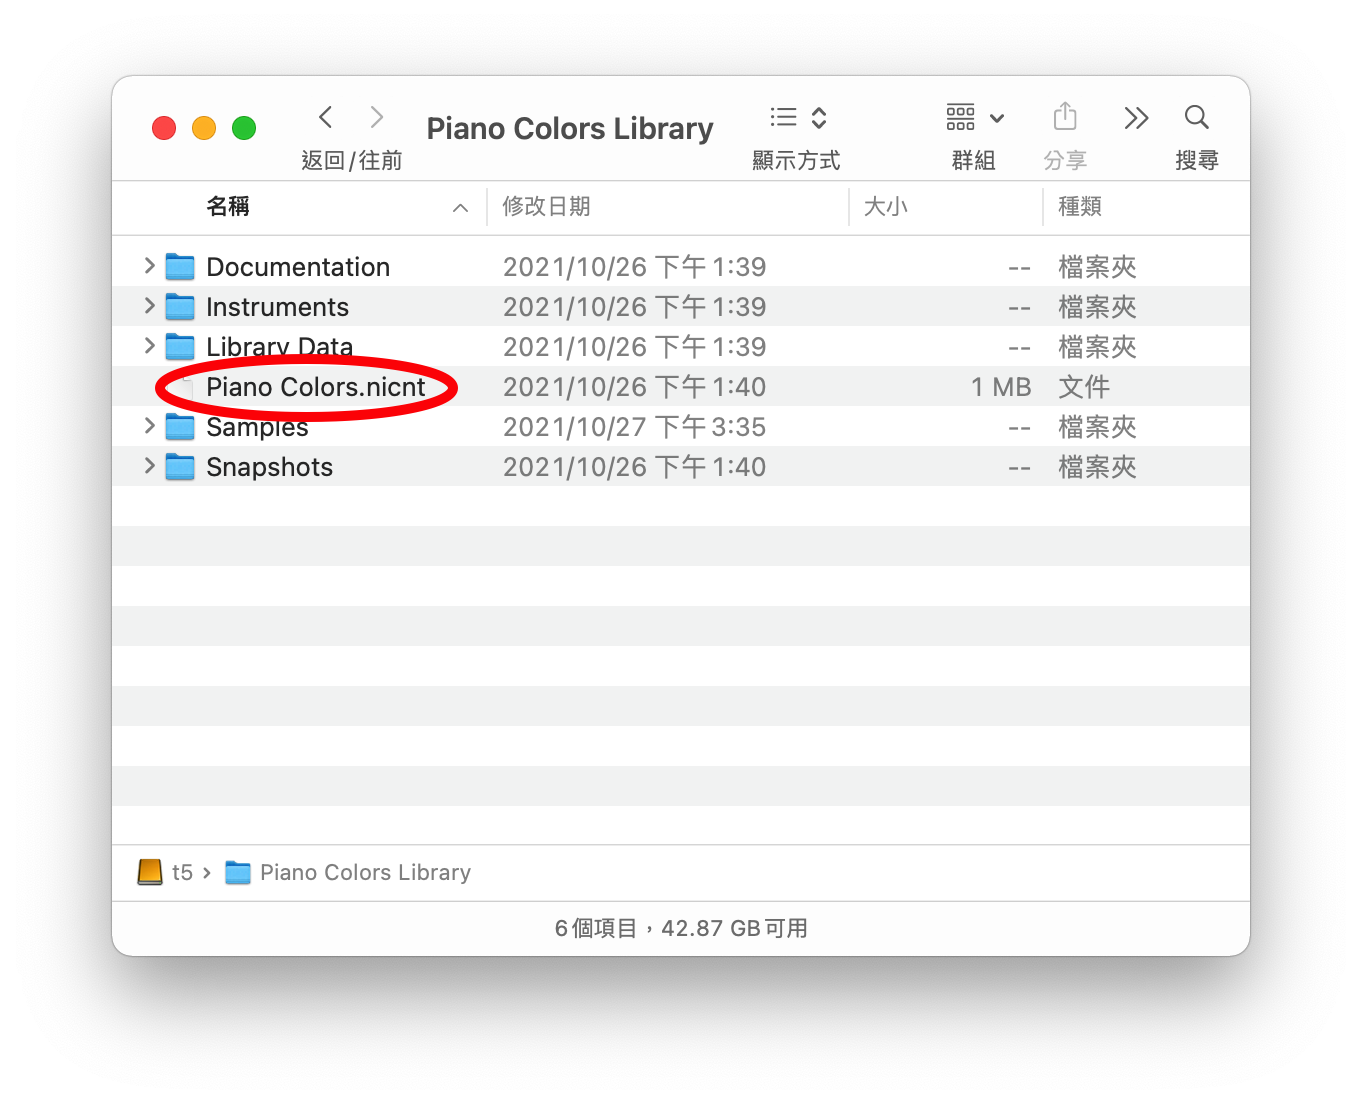 Piano Colors Library
返回/往前
顯示方式
群組
分享
搜尋
名稱 修改日期 大小 種類
Documentation 2021/10/26 下午 1:39 -- 檔案夾
Instruments 2021/10/26 下午 1:39 -- 檔案夾
Library Data 2021/10/26 下午 1:39 -- 檔案夾
Piano Colors.nicnt 2021/10/26 下午 1:40 1 MB 文件
Samples 2021/10/27 下午 3:35 -- 檔案夾
Snapshots 2021/10/26 下午 1:40 -- 檔案夾
t5 › Piano Colors Library
6個項目，42.87 GB可用